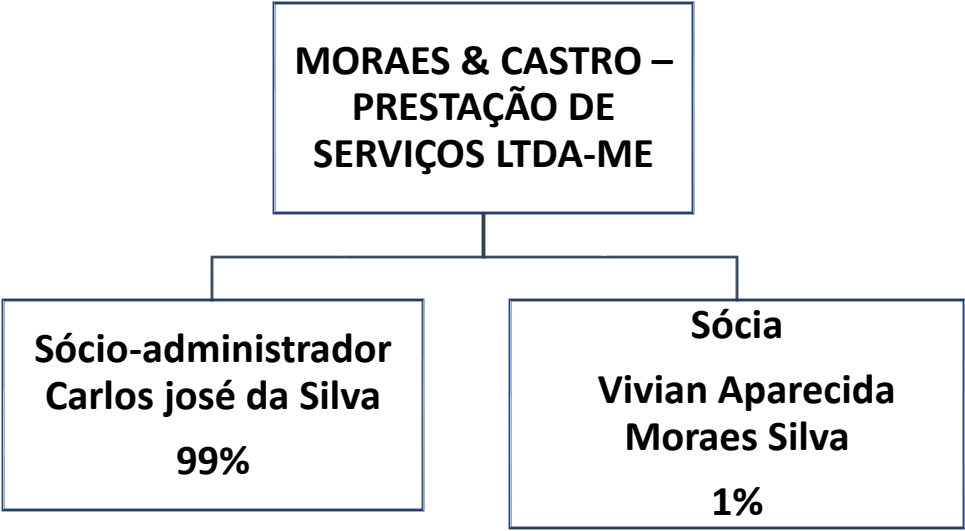 MORAES & CASTRO –
PRESTAÇÃO DE
SERVIÇOS LTDA-ME
Sócio-administrador
Carlos josé da Silva
99%
Sócia
Vivian Aparecida
Moraes Silva
1%